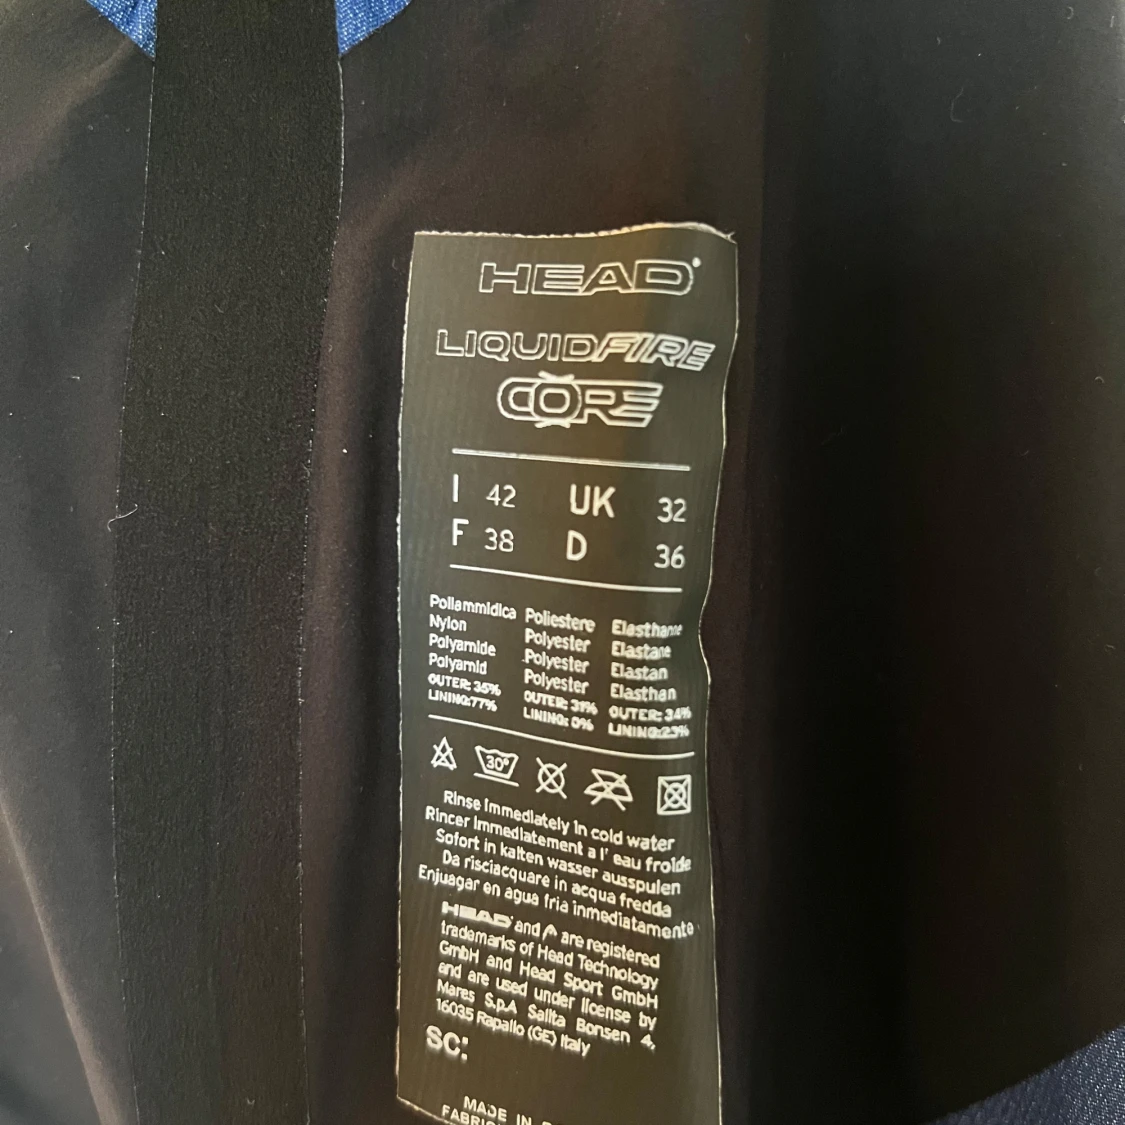 HEAD
LIQUIDFIRE
CORE
I 42 UK 32
F 38 D 36
Poliammidica Poliestere Elasthanne
Nylon Polyester Elastane
Polyamide Polyester Elastan
Polyamid Polyester Elasthan
OUTER: 35% OUTER: 31% OUTER: 34%
LINING:77% LINING: 0% LINING:23%
30°
Rinse immediately in cold water
Rincer immediatement a l' eau froide
Sofort in kalten wasser ausspulen
Da risciacquare in acqua fredda
Enjuagar en agua fria inmediatamente
HEAD and are registered
trademarks of Head Technology
GmbH and Head Sport GmbH
and are used under license by
Mares S.p.A Salita Bonsen 4,
16035 Rapallo (GE) Italy
SC:
MADE IN